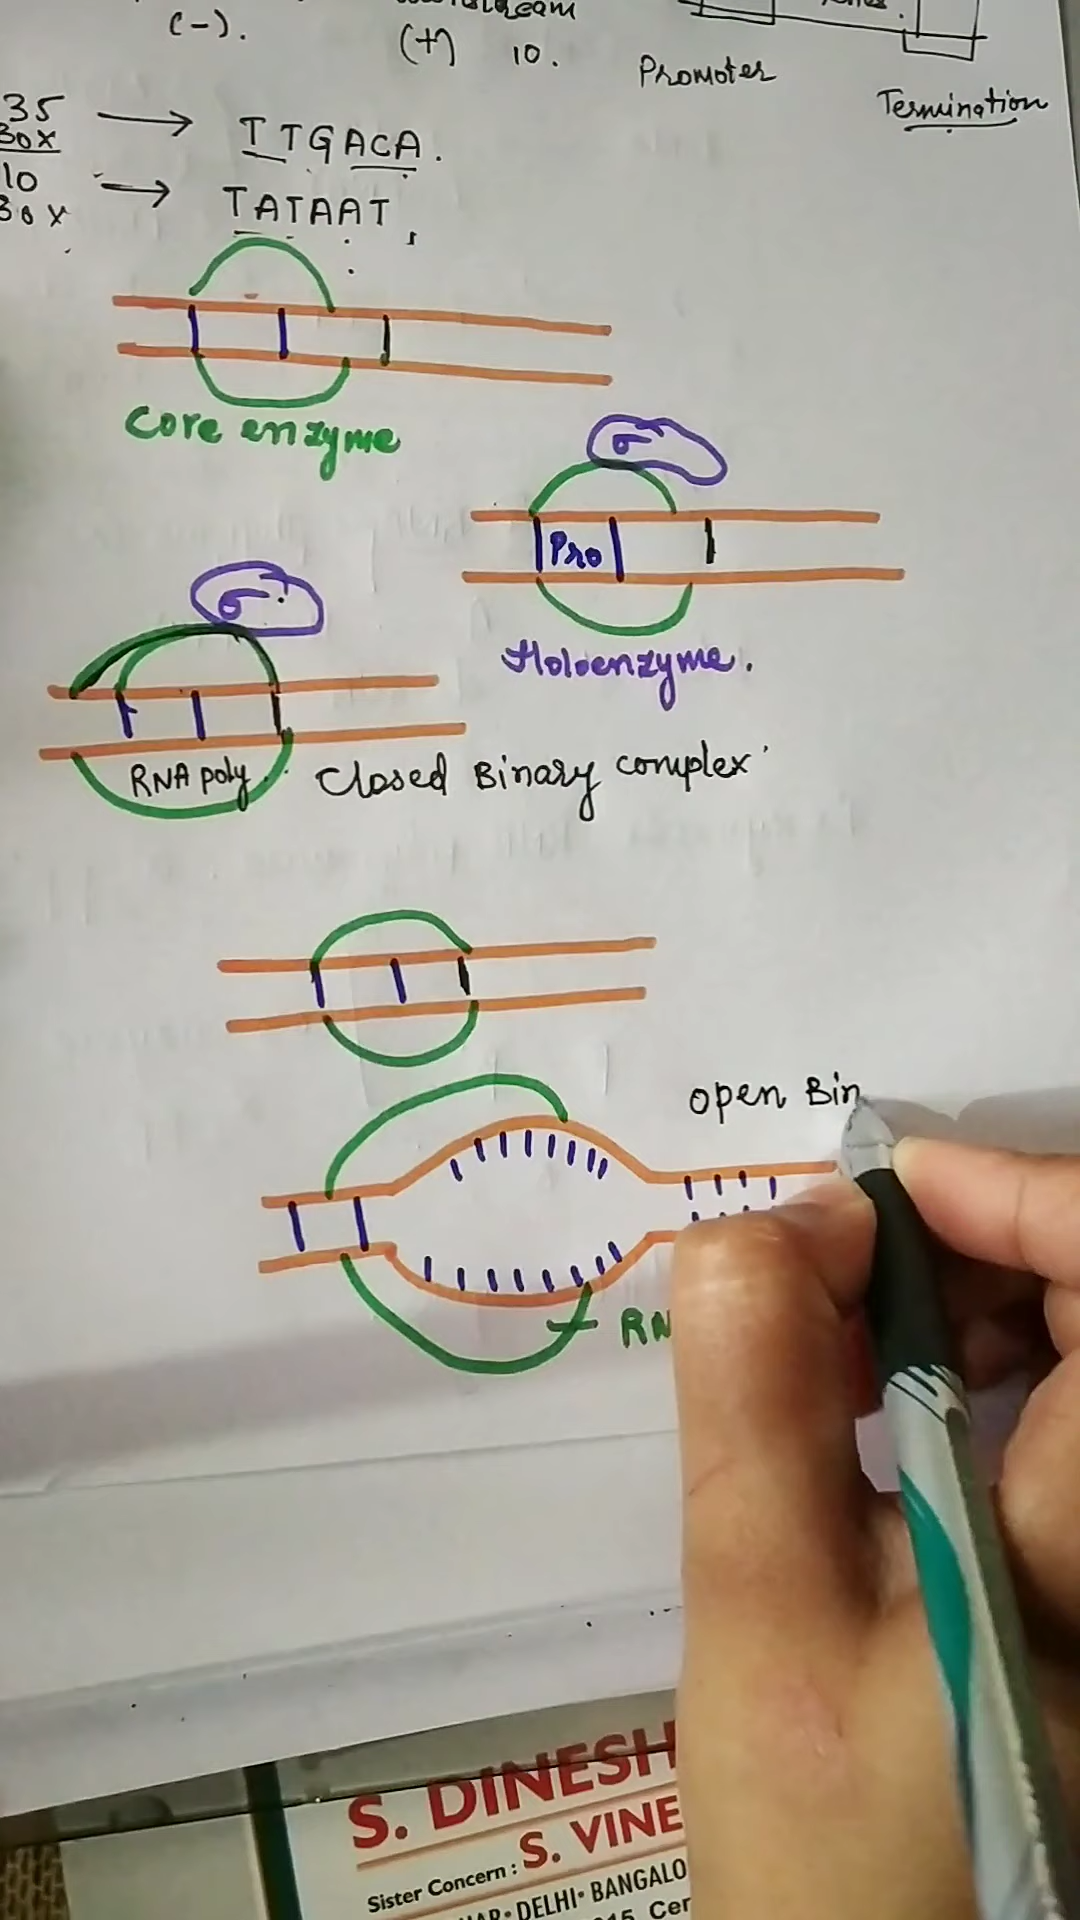 (-).
(+) 10.
Promoter
Termination
35 → TTGACA.
Box
10 → TATAAT,
Box
Core enzyme
σ
Pro
Holoenzyme.
σ
RNA poly. Closed Binary complex
open Bin
RN
S. DINESH
Sister Concern : S. VINE
DELHI• BANGALO